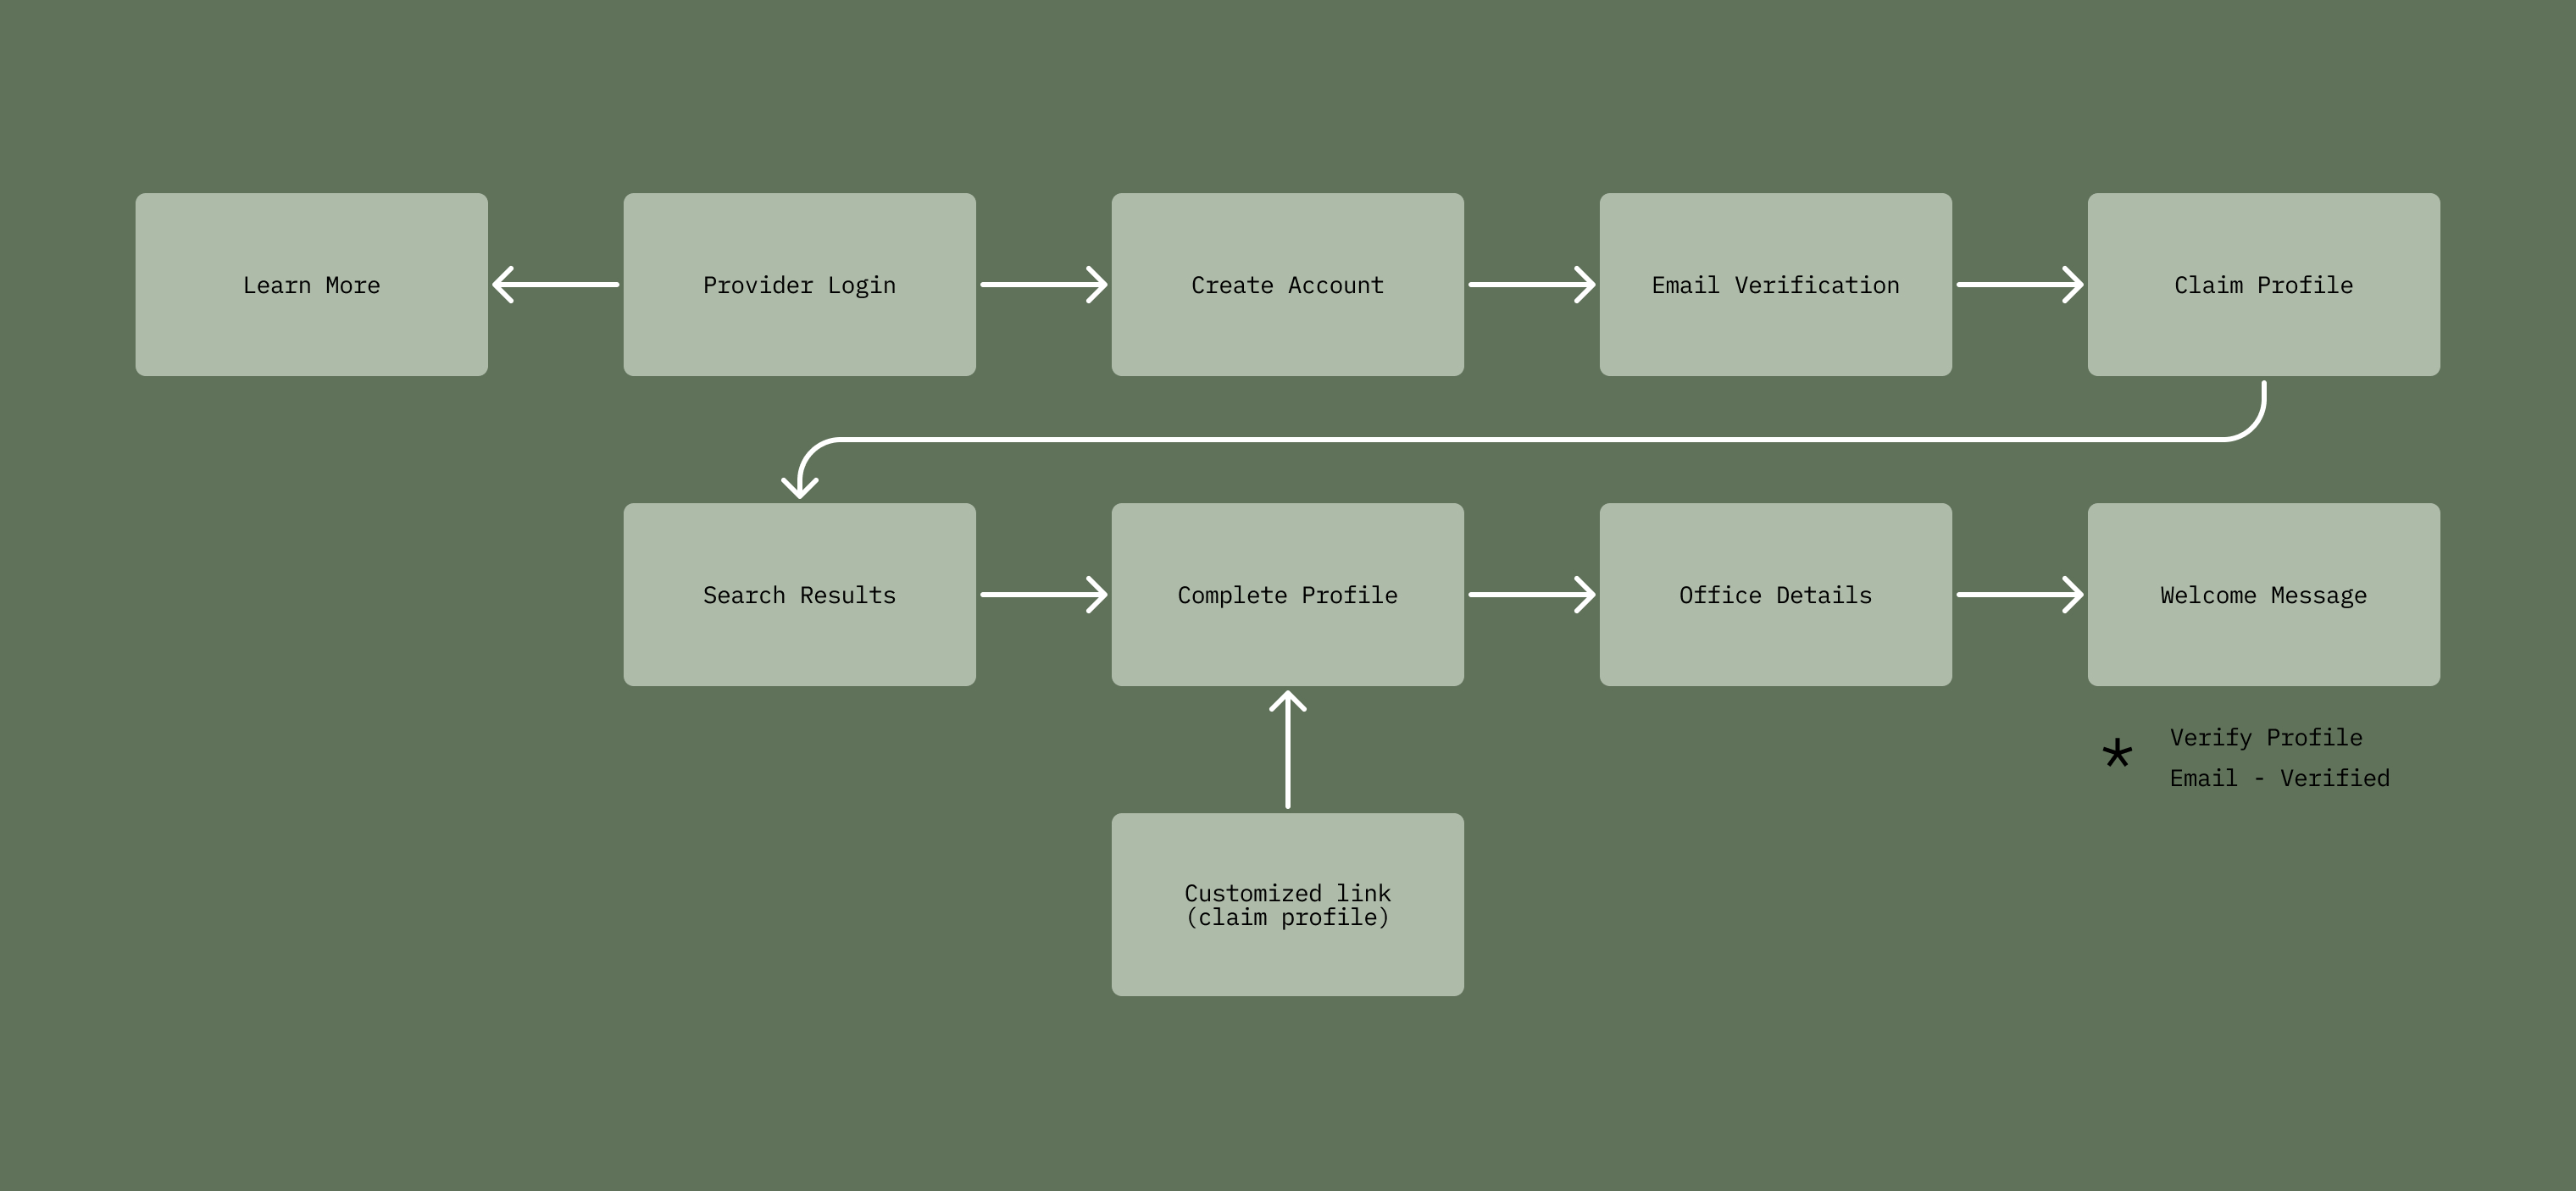 Learn More
Provider Login
Create Account
Email Verification
Claim Profile
Search Results
Complete Profile
Office Details
Welcome Message
* Verify Profile
Email - Verified
Customized link
(claim profile)